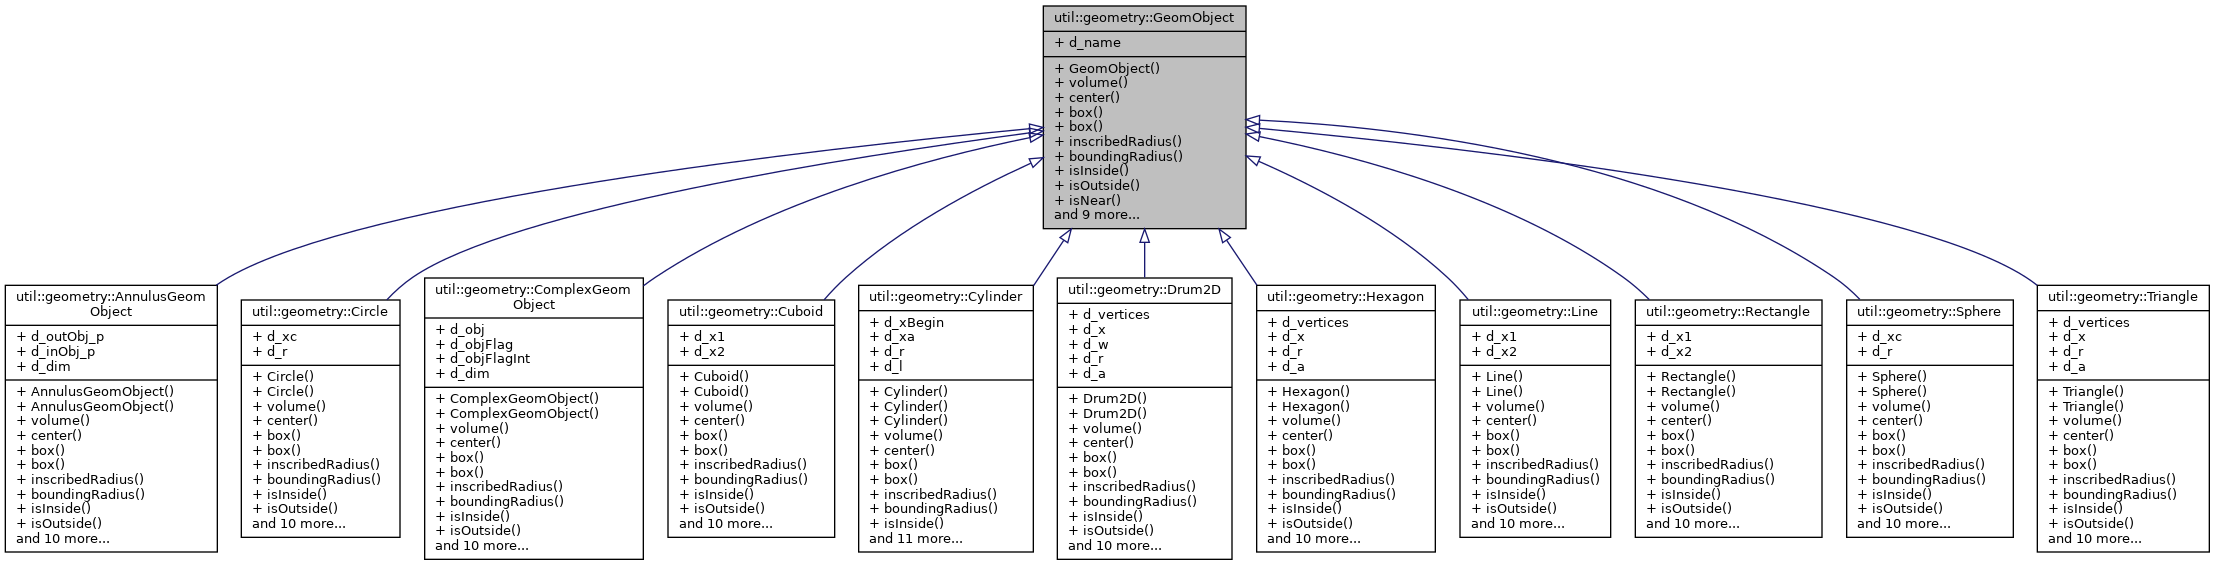 util::geometry::GeomObject
+ d_name
+ GeomObject()
+ volume()
+ center()
+ box()
+ box()
+ inscribedRadius()
+ boundingRadius()
+ isInside()
+ isOutside()
+ isNear()
and 9 more...
util::geometry::AnnulusGeom
Object
+ d_outObj_p
+ d_inObj_p
+ d_dim
+ AnnulusGeomObject()
+ AnnulusGeomObject()
+ volume()
+ center()
+ box()
+ box()
+ inscribedRadius()
+ boundingRadius()
+ isInside()
+ isOutside()
and 10 more...
util::geometry::Circle
+ d_xc
+ d_r
+ Circle()
+ Circle()
+ volume()
+ center()
+ box()
+ box()
+ inscribedRadius()
+ boundingRadius()
+ isInside()
+ isOutside()
and 10 more...
util::geometry::ComplexGeom
Object
+ d_obj
+ d_objFlag
+ d_objFlagInt
+ d_dim
+ ComplexGeomObject()
+ ComplexGeomObject()
+ volume()
+ center()
+ box()
+ box()
+ inscribedRadius()
+ boundingRadius()
+ isInside()
+ isOutside()
and 10 more...
util::geometry::Cuboid
+ d_x1
+ d_x2
+ Cuboid()
+ Cuboid()
+ volume()
+ center()
+ box()
+ box()
+ inscribedRadius()
+ boundingRadius()
+ isInside()
+ isOutside()
and 10 more...
util::geometry::Cylinder
+ d_xBegin
+ d_xa
+ d_r
+ d_l
+ Cylinder()
+ Cylinder()
+ Cylinder()
+ volume()
+ center()
+ box()
+ box()
+ inscribedRadius()
+ boundingRadius()
+ isInside()
and 11 more...
util::geometry::Drum2D
+ d_vertices
+ d_x
+ d_w
+ d_r
+ d_a
+ Drum2D()
+ Drum2D()
+ volume()
+ center()
+ box()
+ box()
+ inscribedRadius()
+ boundingRadius()
+ isInside()
+ isOutside()
and 10 more...
util::geometry::Hexagon
+ d_vertices
+ d_x
+ d_r
+ d_a
+ Hexagon()
+ Hexagon()
+ volume()
+ center()
+ box()
+ box()
+ inscribedRadius()
+ boundingRadius()
+ isInside()
+ isOutside()
and 10 more...
util::geometry::Line
+ d_x1
+ d_x2
+ Line()
+ Line()
+ volume()
+ center()
+ box()
+ box()
+ inscribedRadius()
+ boundingRadius()
+ isInside()
+ isOutside()
and 10 more...
util::geometry::Rectangle
+ d_x1
+ d_x2
+ Rectangle()
+ Rectangle()
+ volume()
+ center()
+ box()
+ box()
+ inscribedRadius()
+ boundingRadius()
+ isInside()
+ isOutside()
and 10 more...
util::geometry::Sphere
+ d_xc
+ d_r
+ Sphere()
+ Sphere()
+ volume()
+ center()
+ box()
+ box()
+ inscribedRadius()
+ boundingRadius()
+ isInside()
+ isOutside()
and 10 more...
util::geometry::Triangle
+ d_vertices
+ d_x
+ d_r
+ d_a
+ Triangle()
+ Triangle()
+ volume()
+ center()
+ box()
+ box()
+ inscribedRadius()
+ boundingRadius()
+ isInside()
+ isOutside()
and 10 more...